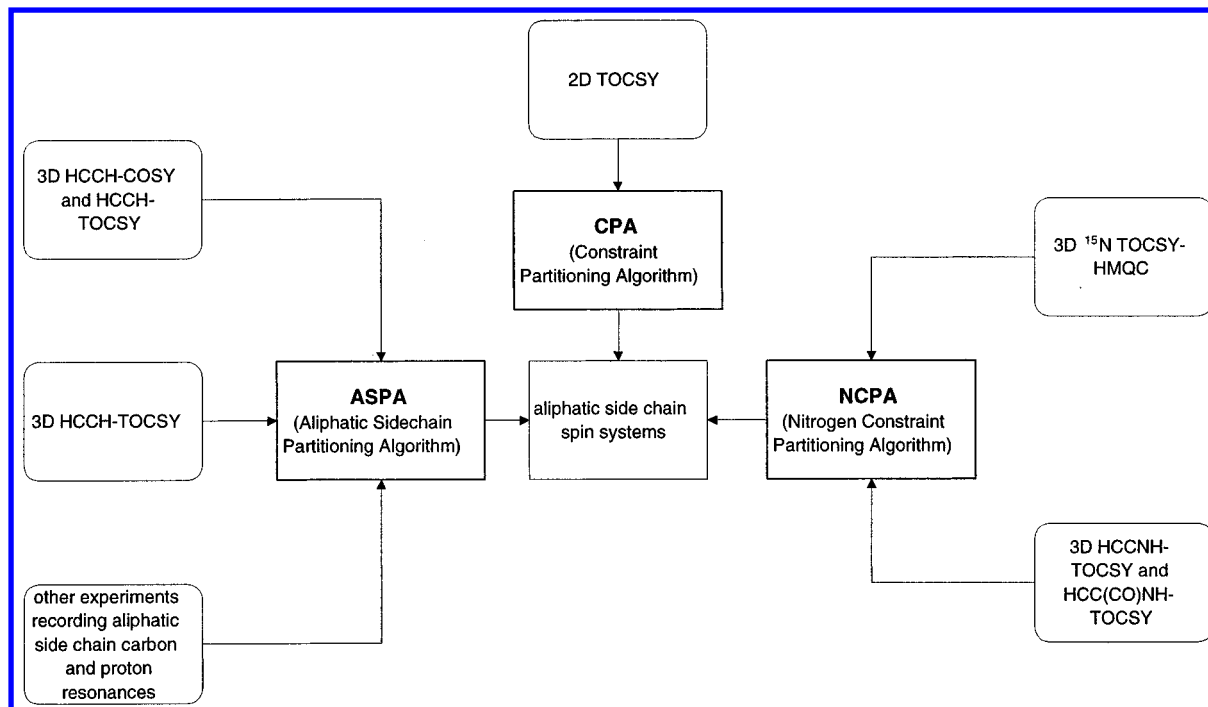 2D TOCSY
3D HCCH-COSY
and HCCH-
TOCSY
CPA
(Constraint
Partitioning Algorithm)
3D ¹⁵N TOCSY-
HMQC
3D HCCH-TOCSY
ASPA
(Aliphatic Sidechain
Partitioning Algorithm)
aliphatic side chain
spin systems
NCPA
(Nitrogen Constraint
Partitioning Algorithm)
other experiments
recording aliphatic
side chain carbon
and proton
resonances
3D HCCNH-
TOCSY and
HCC(CO)NH-
TOCSY